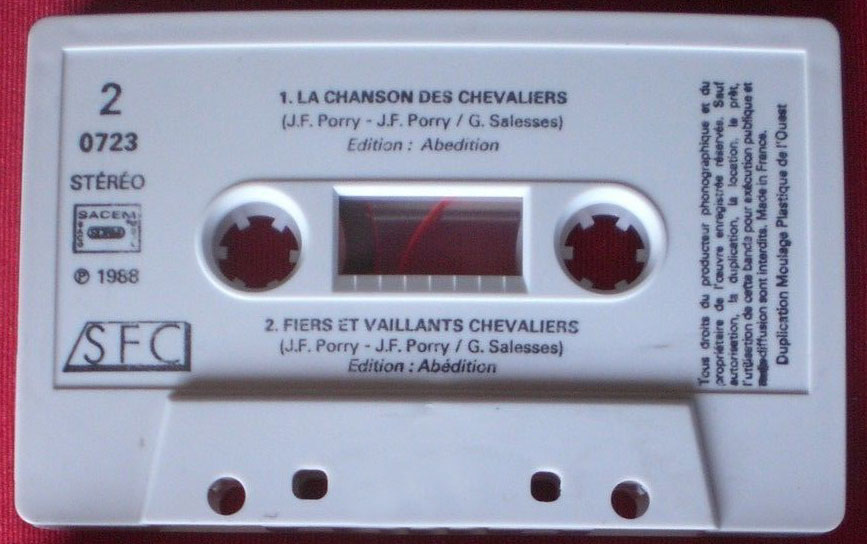 2
0723
STÉRÉO
SACEM
SDRM
℗ 1988
SFC
1. LA CHANSON DES CHEVALIERS
(J.F. Porry - J.F. Porry / G. Salesses)
Edition : Abedition
2. FIERS ET VAILLANTS CHEVALIERS
(J.F. Porry - J.F. Porry / G. Salesses)
Edition : Abédition
Tous droits du producteur phonographique et du
propriétaire de l'œuvre enregistrée réservés. Sauf
autorisation, la duplication, la location, le prêt,
l'utilisation de cette bande pour exécution publique et
radiodiffusion sont interdits. Made in France.
Duplication Moulage Plastique de l'Ouest